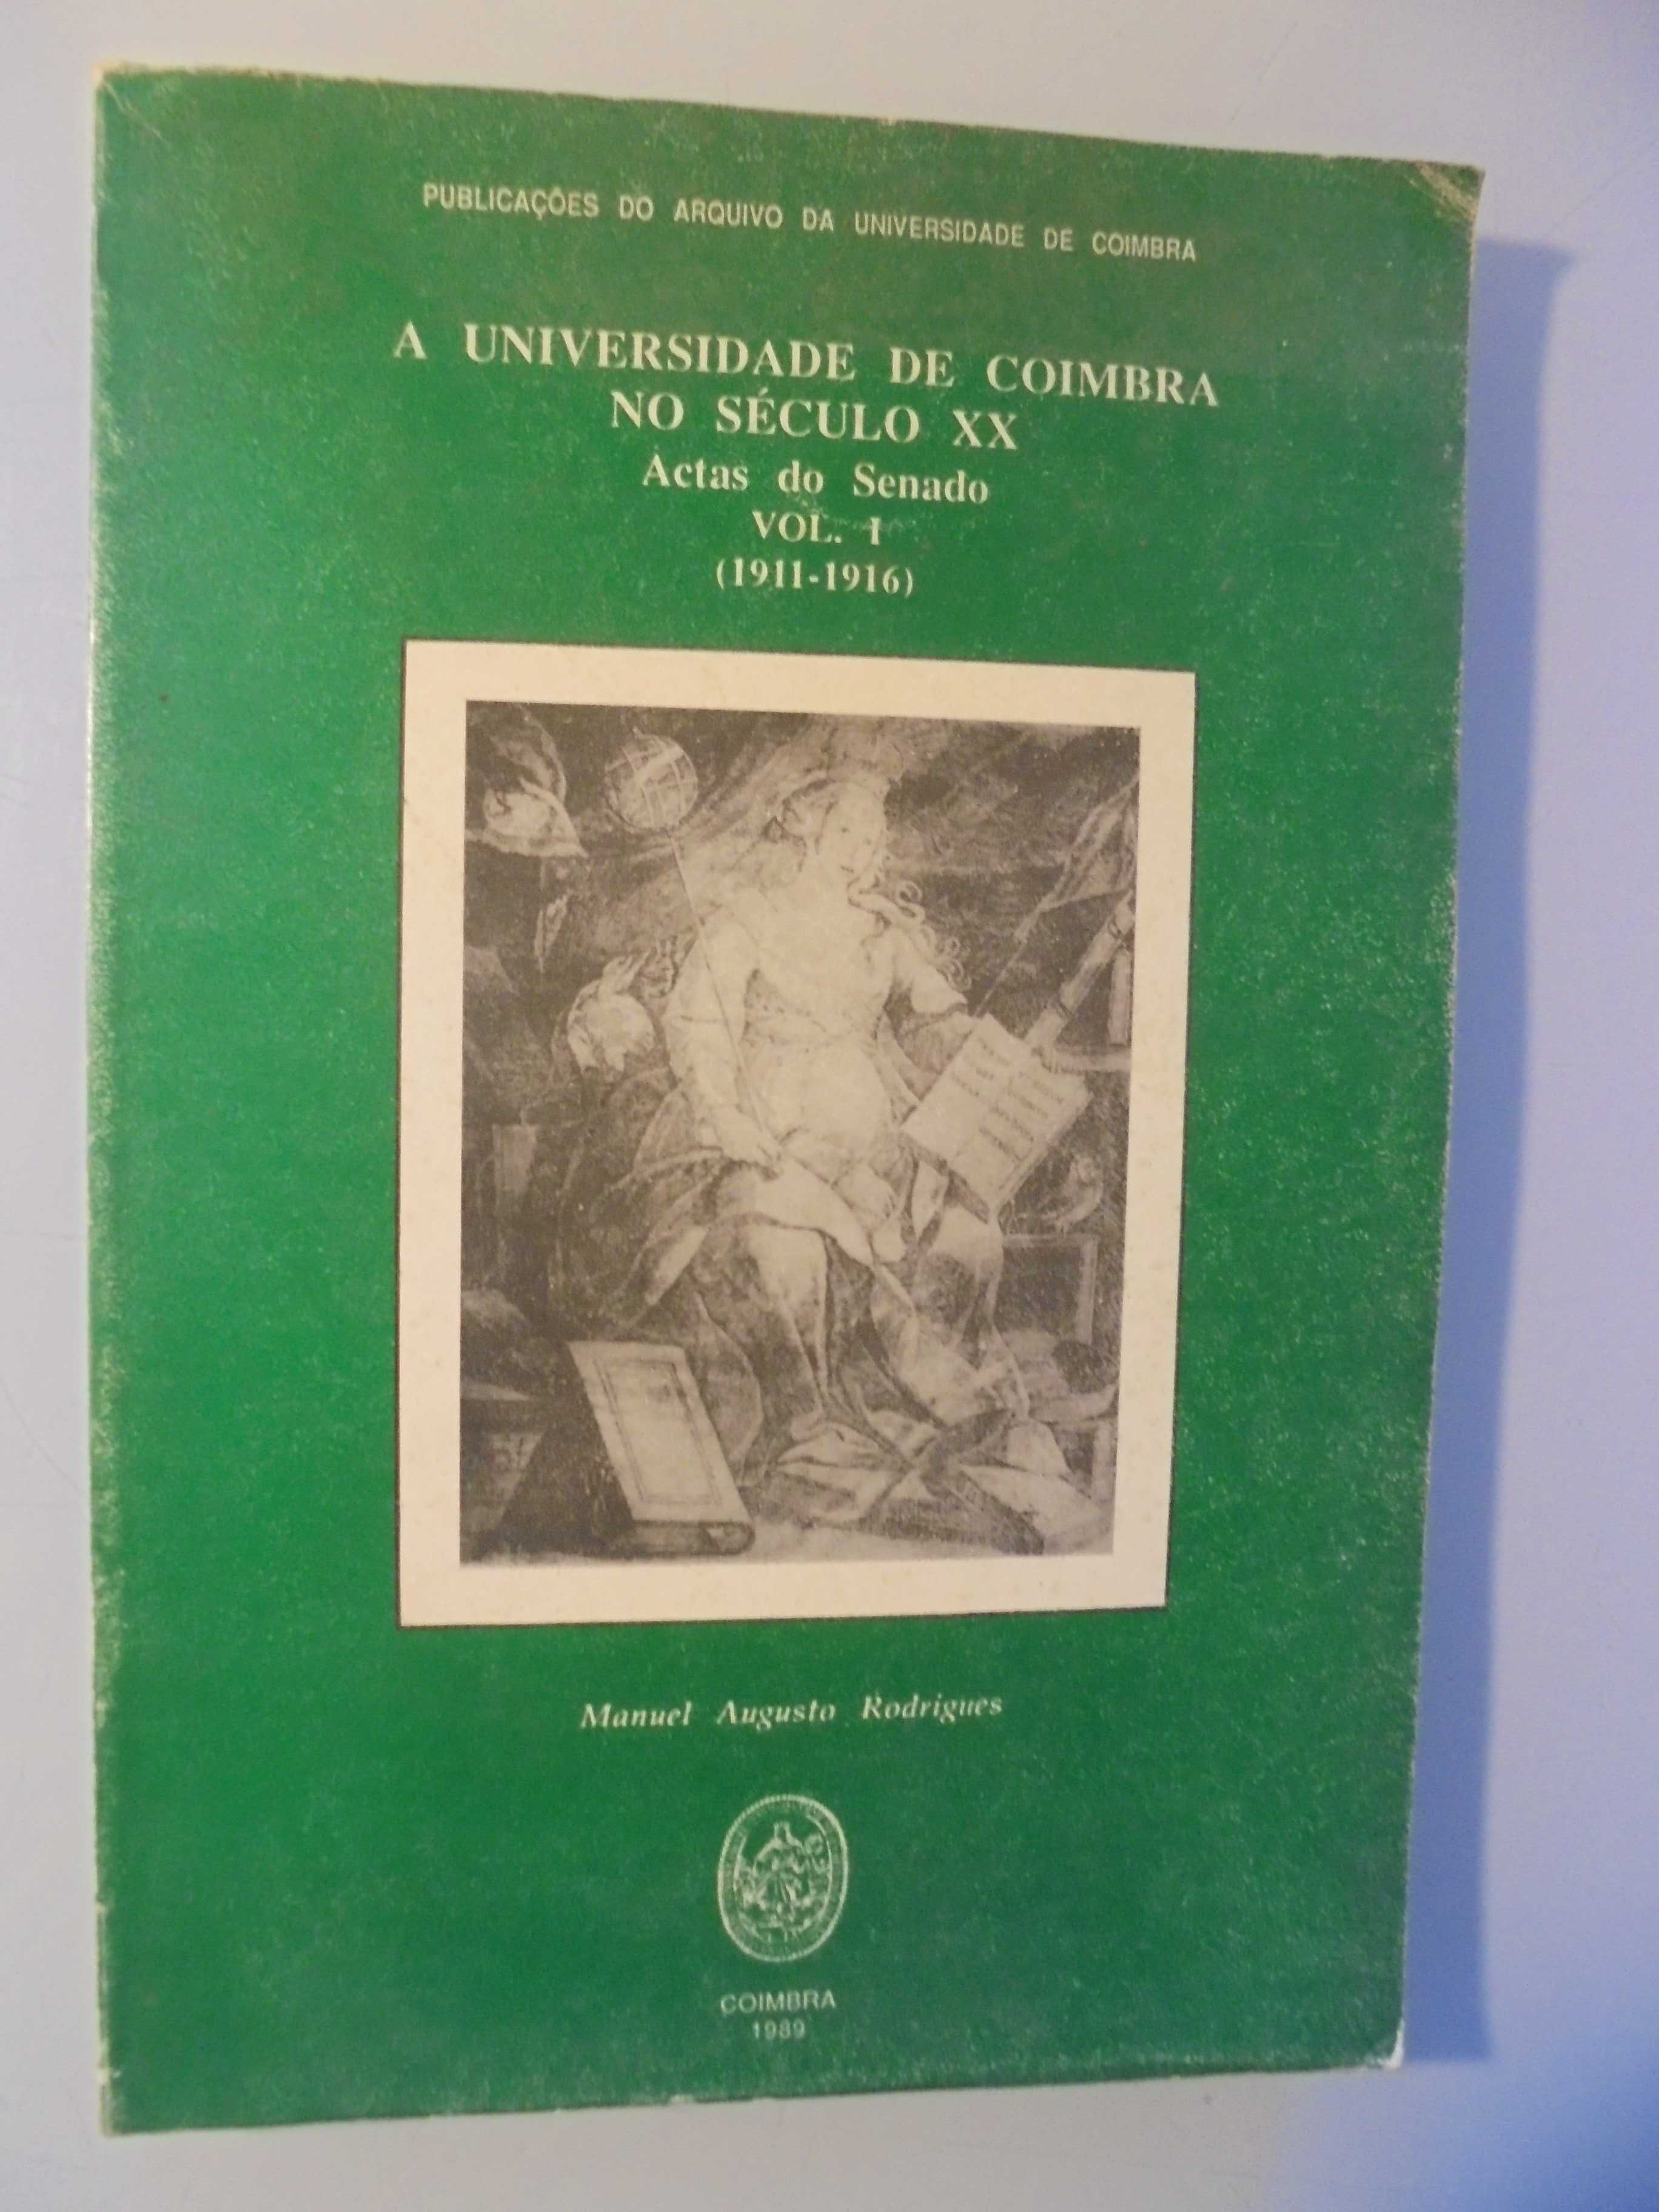 PUBLICAÇÕES DO ARQUIVO DA UNIVERSIDADE DE COIMBRA
A UNIVERSIDADE DE COIMBRA
NO SÉCULO XX
Actas do Senado
VOL. I
(1911-1916)
Manuel Augusto Rodrigues
COIMBRA
1989